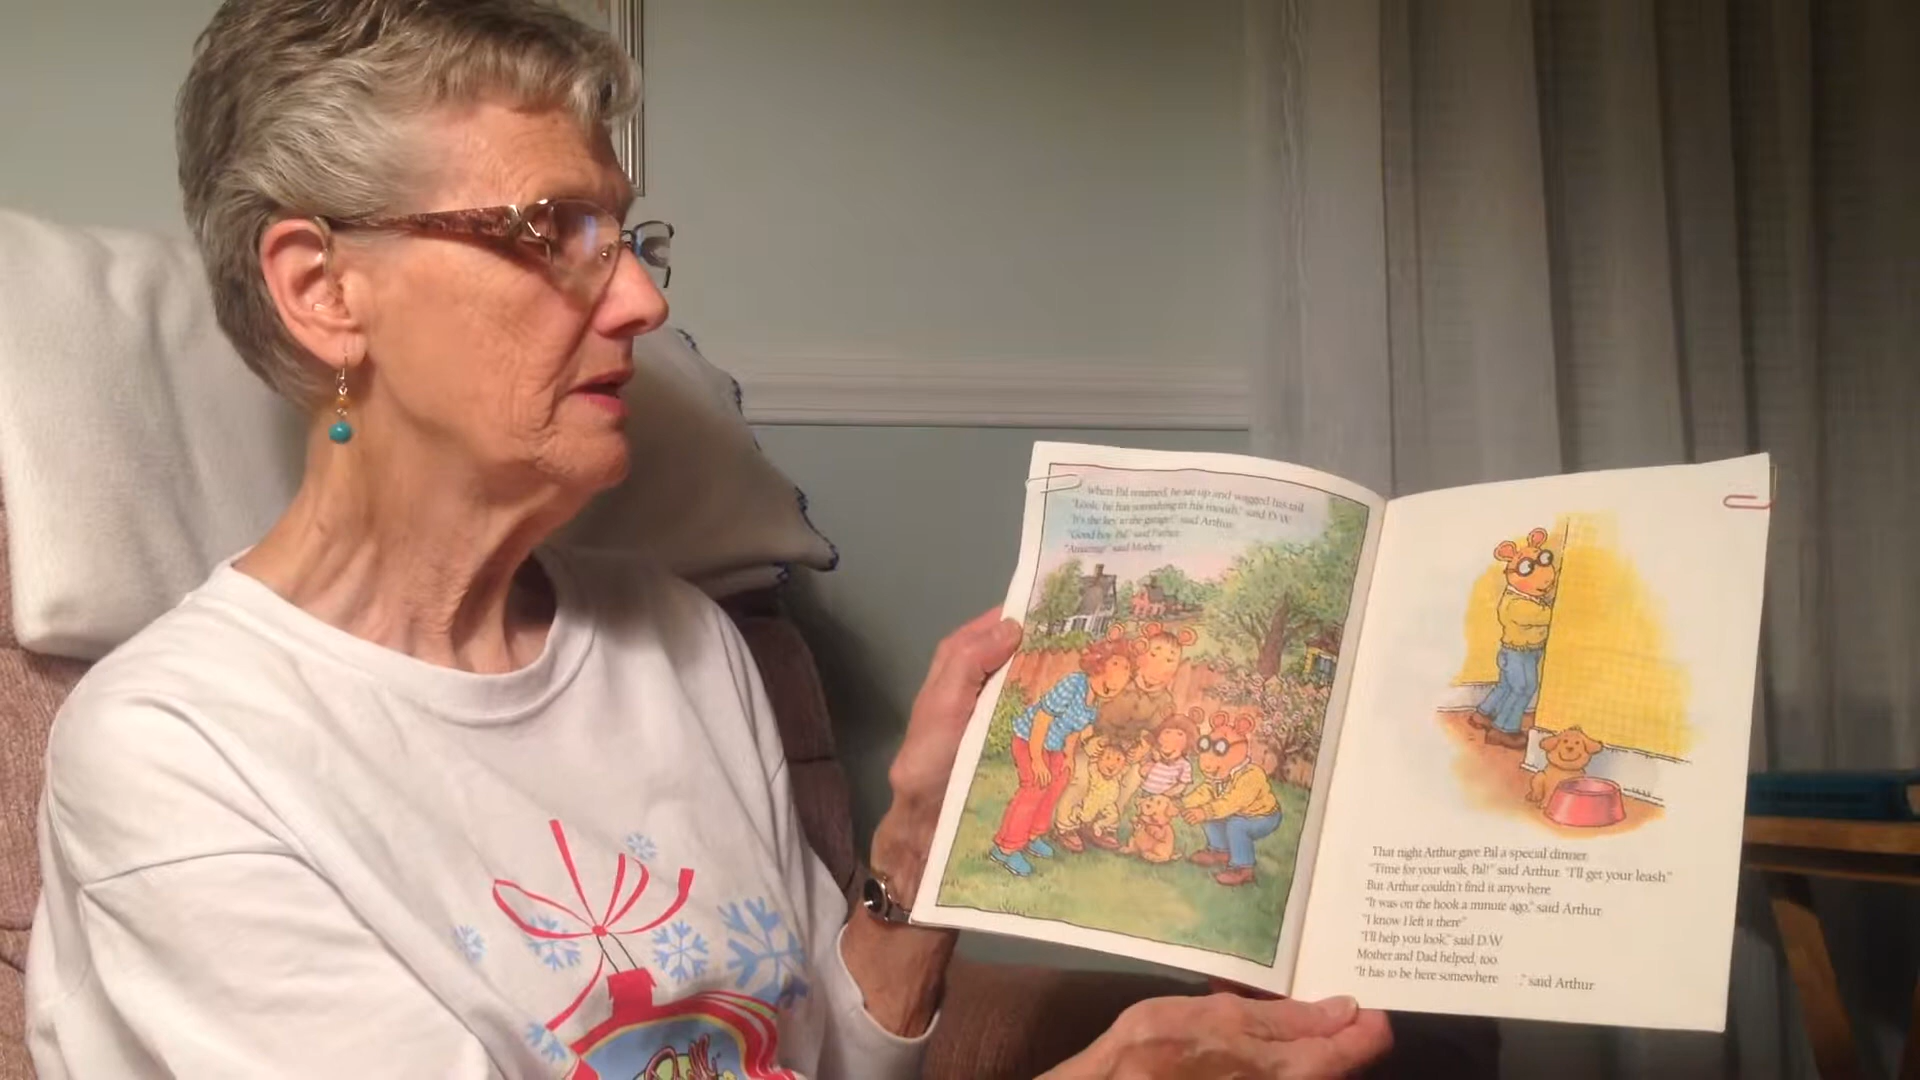 When Pal returned, he sat up and wagged his tail
"Look, he has something in his mouth," said D.W.
"It's the key to the garage!" said Arthur.
"Good boy, Pal," said Father.
"Amazing!" said Mother.
That night Arthur gave Pal a special dinner.
"Time for your walk, Pal!" said Arthur. "I'll get your leash."
But Arthur couldn't find it anywhere
"It was on the hook a minute ago," said Arthur.
"I know I left it there"
"I'll help you look," said D.W
Mother and Dad helped, too.
"It has to be here somewhere . ." said Arthur